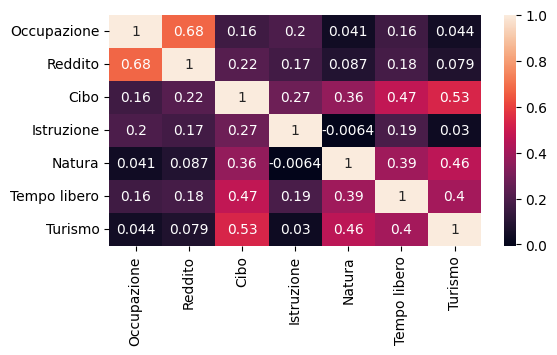 Occupazione 1 0.68 0.16 0.2 0.041 0.16 0.044
Reddito 0.68 1 0.22 0.17 0.087 0.18 0.079
Cibo 0.16 0.22 1 0.27 0.36 0.47 0.53
Istruzione 0.2 0.17 0.27 1 -0.0064 0.19 0.03
Natura 0.041 0.087 0.36 -0.0064 1 0.39 0.46
Tempo libero 0.16 0.18 0.47 0.19 0.39 1 0.4
Turismo 0.044 0.079 0.53 0.03 0.46 0.4 1
Occupazione
Reddito
Cibo
Istruzione
Natura
Tempo libero
Turismo
1.0
0.8
0.6
0.4
0.2
0.0